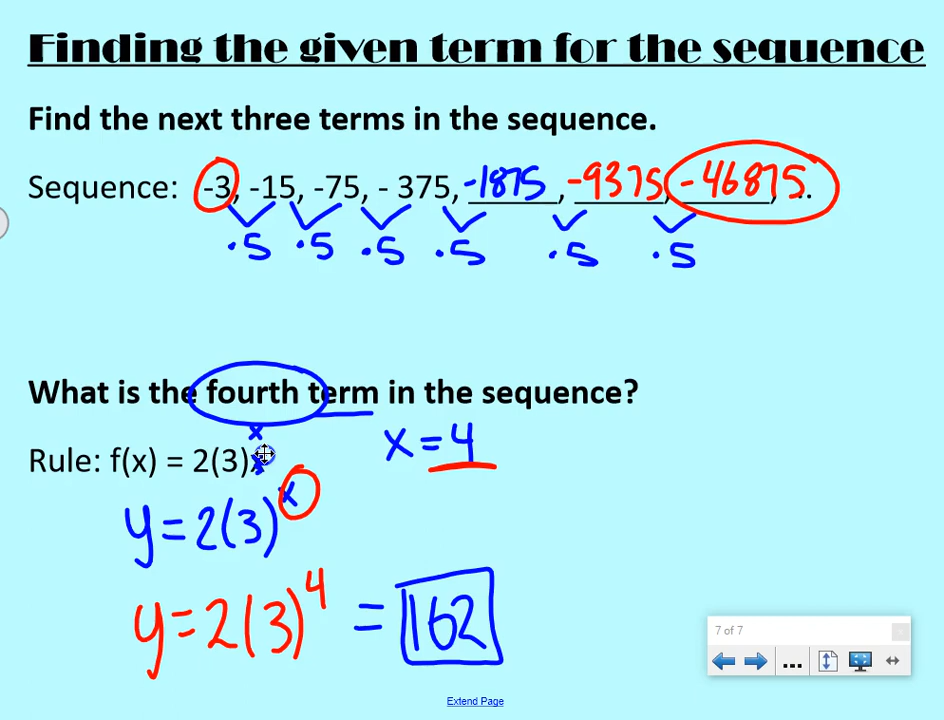 Finding the given term for the sequence
Find the next three terms in the sequence.
Sequence: -3, -15, -75, - 375, -1875, -9375, -46875, ...
·5 ·5 ·5 ·5 ·5 ·5
What is the fourth term in the sequence?
x
Rule: f(x) = 2(3)x x = 4
y = 2(3)^x
y = 2(3)^4 = 162
7 of 7
...
Extend Page